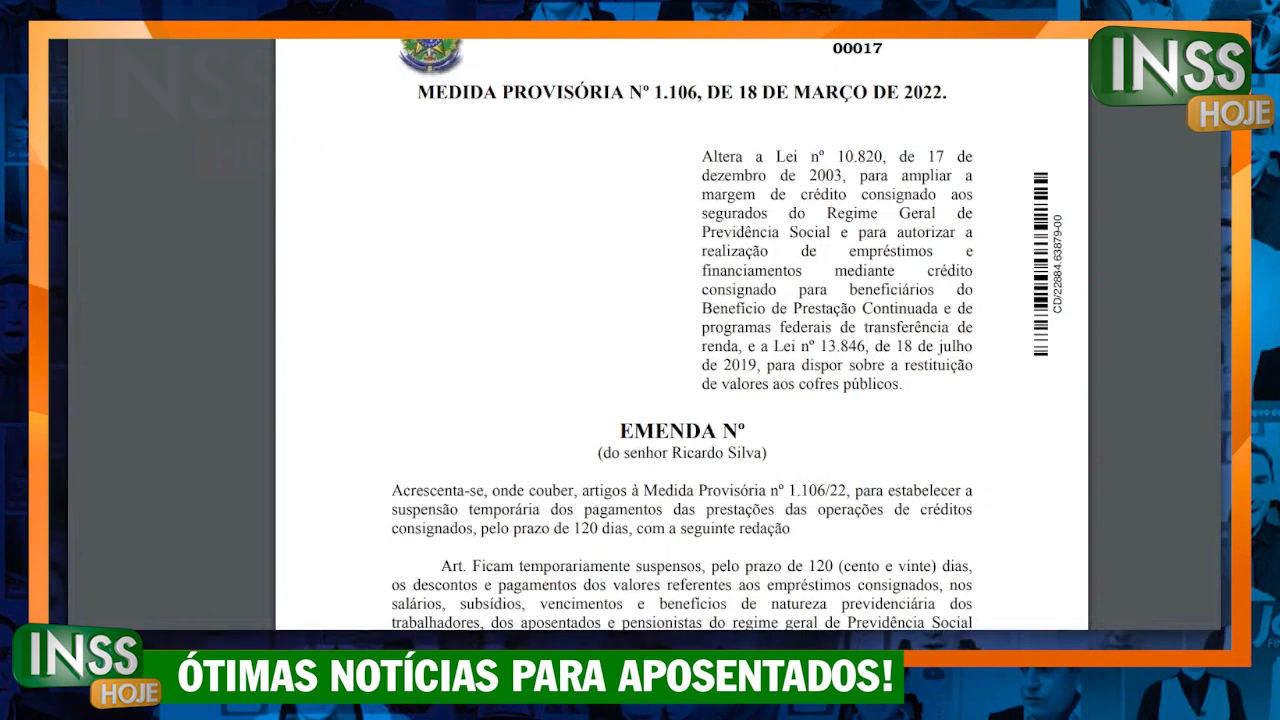 00017
INSS
HOJE
MEDIDA PROVISÓRIA Nº 1.106, DE 18 DE MARÇO DE 2022.
Altera a Lei nº 10.820, de 17 de
dezembro de 2003, para ampliar a
margem de crédito consignado aos
segurados do Regime Geral de
Previdência Social e para autorizar a
realização de empréstimos e
financiamentos mediante crédito
consignado para beneficiários do
Benefício de Prestação Continuada e de
programas federais de transferência de
renda, e a Lei nº 13.846, de 18 de julho
de 2019, para dispor sobre a restituição
de valores aos cofres públicos.
CD/22884.63879-00
EMENDA Nº
(do senhor Ricardo Silva)
Acrescenta-se, onde couber, artigos à Medida Provisória nº 1.106/22, para estabelecer a
suspensão temporária dos pagamentos das prestações das operações de créditos
consignados, pelo prazo de 120 dias, com a seguinte redação
Art. Ficam temporariamente suspensos, pelo prazo de 120 (cento e vinte) dias,
os descontos e pagamentos dos valores referentes aos empréstimos consignados, nos
salários, subsídios, vencimentos e benefícios de natureza previdenciária dos
trabalhadores, dos aposentados e pensionistas do regime geral de Previdência Social
INSS
HOJE
ÓTIMAS NOTÍCIAS PARA APOSENTADOS!